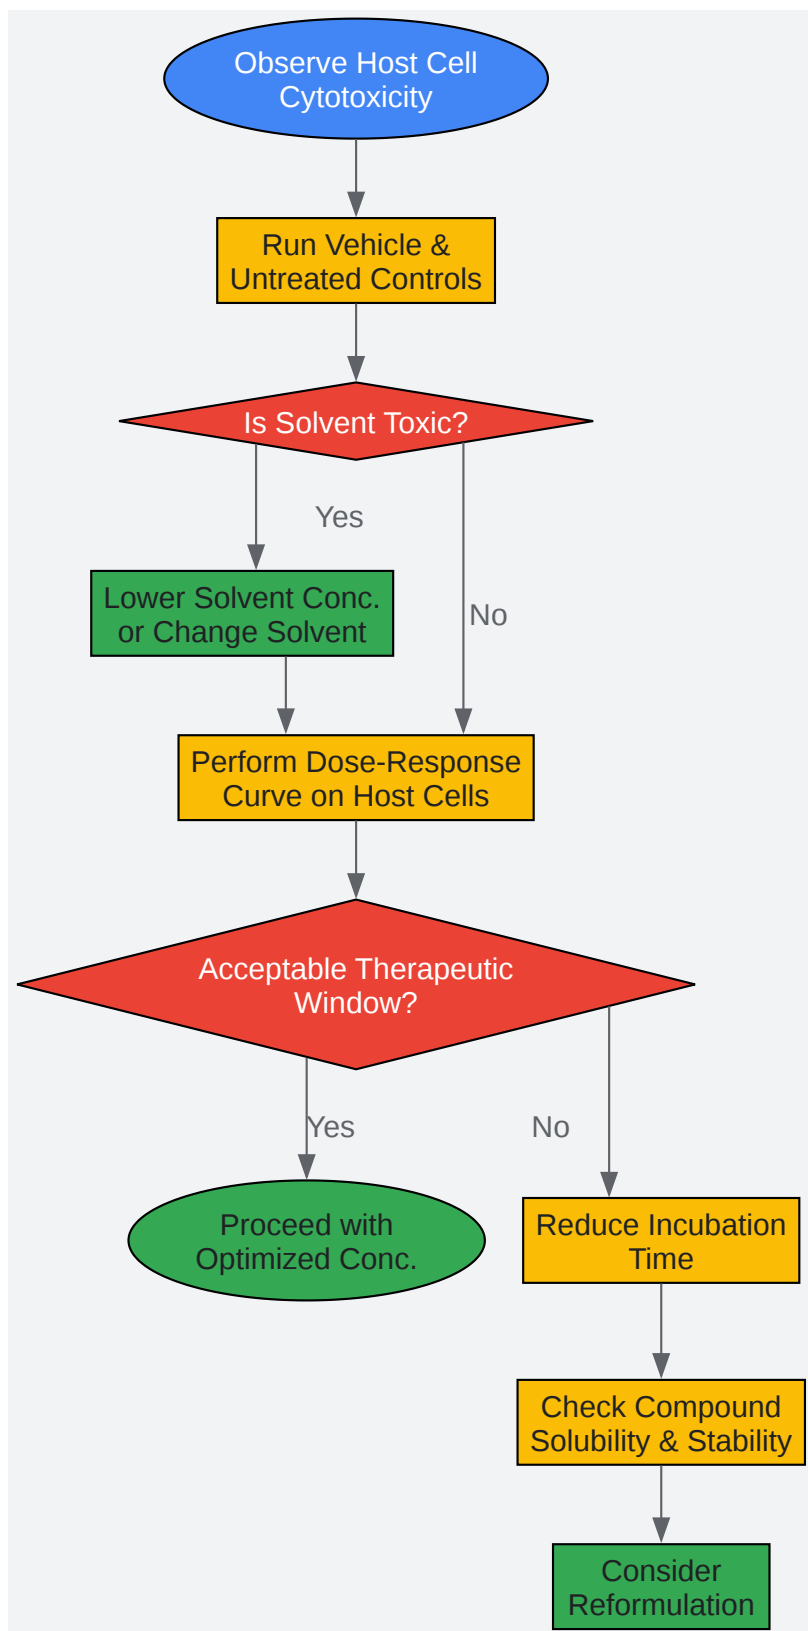 Observe Host Cell
Cytotoxicity
Run Vehicle &
Untreated Controls
Is Solvent Toxic?
Yes
Lower Solvent Conc.
or Change Solvent
No
Perform Dose-Response
Curve on Host Cells
Acceptable Therapeutic
Window?
Yes
No
Proceed with
Optimized Conc.
Reduce Incubation
Time
Check Compound
Solubility & Stability
Consider
Reformulation